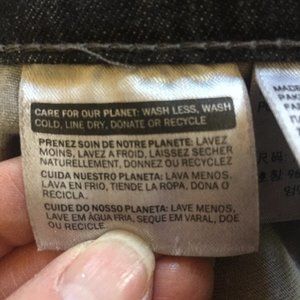 CARE FOR OUR PLANET: WASH LESS, WASH
COLD, LINE DRY, DONATE OR RECYCLE
PRENEZ SOIN DE NOTRE PLANETE: LAVEZ
MOINS, LAVEZ A FROID, LAISSEZ SECHER
NATURELLEMENT, DONNEZ OU RECYCLEZ
CUIDA NUESTRO PLANETA: LAVA MENOS,
LAVA EN FRIO, TIENDE LA ROPA, DONA O
RECICLA.
CUIDE DO NOSSO PLANETA: LAVE MENOS,
LAVE EM ÁGUA FRIA, SEQUE EM VARAL, DOE
OU RECICLE.
MADE